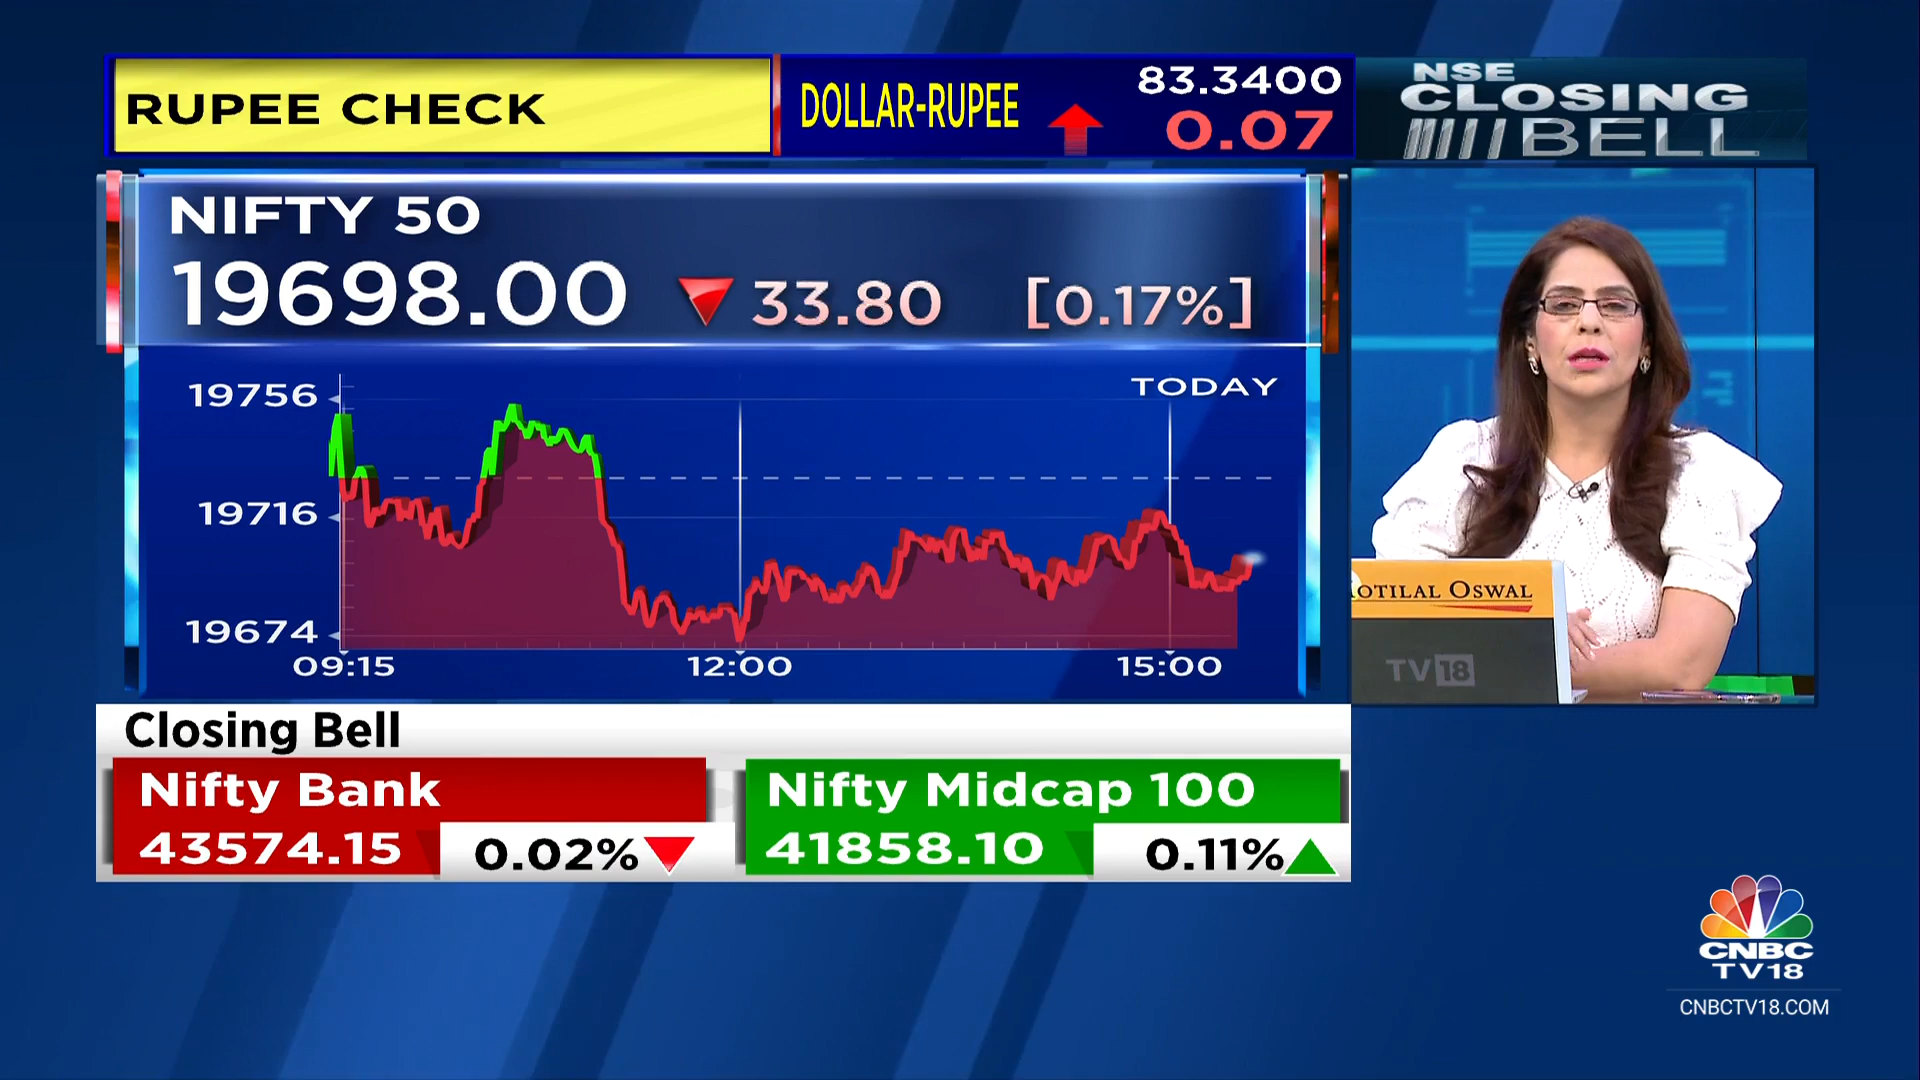 RUPEE CHECK
DOLLAR-RUPEE
83.3400
0.07
NSE
CLOSING
BELL
NIFTY 50
19698.00 33.80 [0.17%]
TODAY
19756
19716
19674
09:15 12:00 15:00
OTILAL OSWAL
TV18
Closing Bell
Nifty Bank
43574.15 0.02%
Nifty Midcap 100
41858.10 0.11%
CNBC
TV18
CNBCTV18.COM